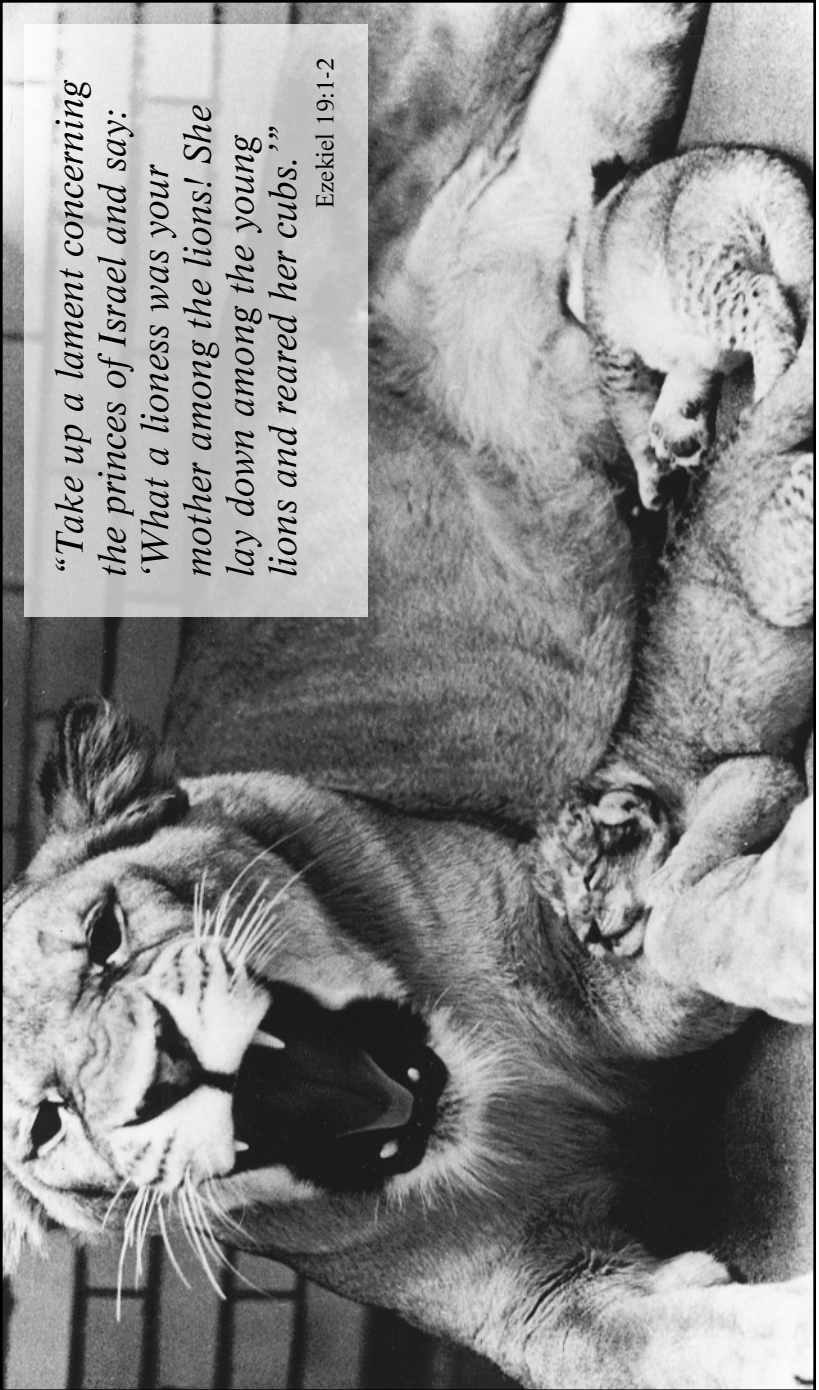 “Take up a lament concerning
the princes of Israel and say:
‘What a lioness was your
mother among the lions! She
lay down among the young
lions and reared her cubs.’”
Ezekiel 19:1-2